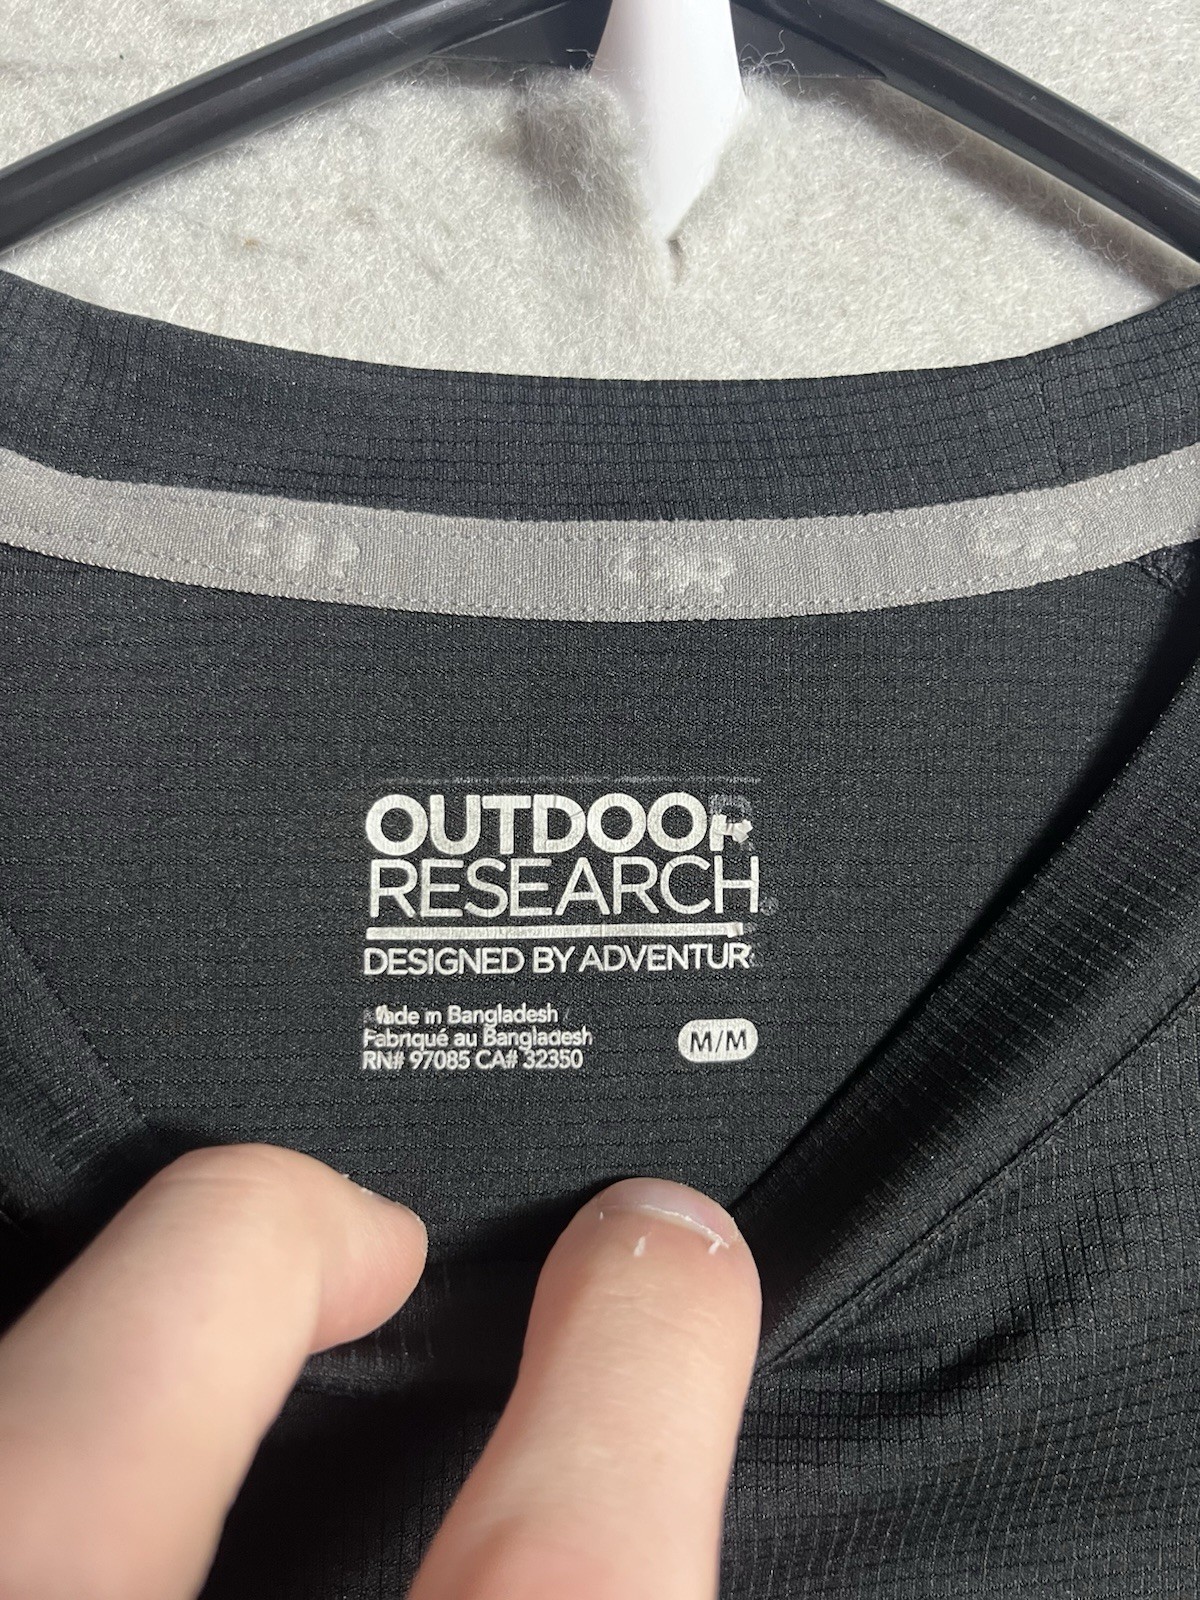 OUTDOOR
RESEARCH®
DESIGNED BY ADVENTUR
Made in Bangladesh
Fabriqué au Bangladesh
RN# 97085 CA# 32350
M/M